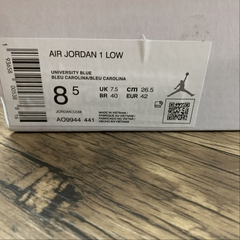 AIR JORDAN 1 LOW
UNIVERSITY BLUE
BLEU CAROLINA/BLEU CAROLINA
8 5
UK 7.5 cm 26.5
BR 40 EUR 42
AO9944 441